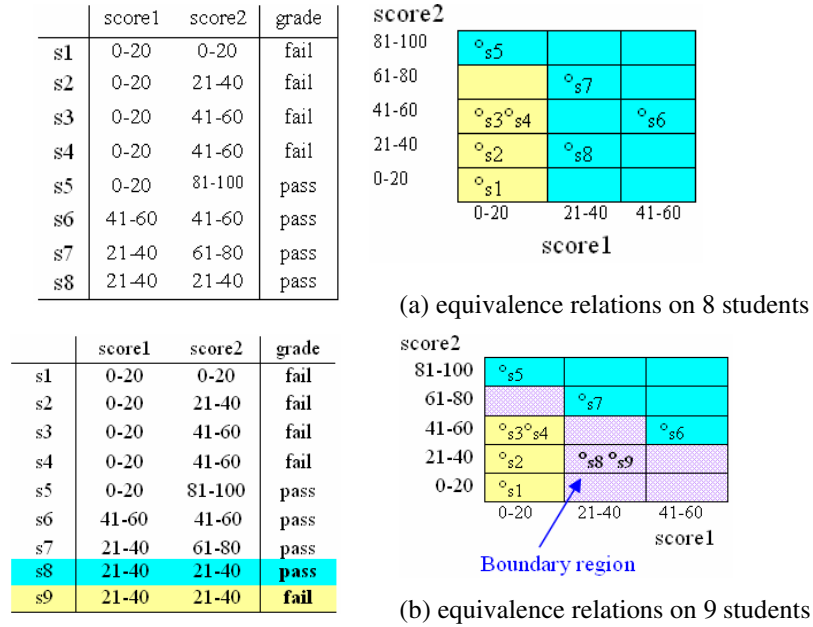 score1 score2 grade
s1 0-20 0-20 fail
s2 0-20 21-40 fail
s3 0-20 41-60 fail
s4 0-20 41-60 fail
s5 0-20 81-100 pass
s6 41-60 41-60 pass
s7 21-40 61-80 pass
s8 21-40 21-40 pass
score2
81-100 °s5
61-80 °s7
41-60 °s3°s4 °s6
21-40 °s2 °s8
0-20 °s1
0-20 21-40 41-60
score1
(a) equivalence relations on 8 students
score1 score2 grade
s1 0-20 0-20 fail
s2 0-20 21-40 fail
s3 0-20 41-60 fail
s4 0-20 41-60 fail
s5 0-20 81-100 pass
s6 41-60 41-60 pass
s7 21-40 61-80 pass
s8 21-40 21-40 pass
s9 21-40 21-40 fail
score2
81-100 °s5
61-80 °s7
41-60 °s3°s4 °s6
21-40 °s2 °s8 °s9
0-20 °s1
0-20 21-40 41-60
score1
Boundary region
(b) equivalence relations on 9 students